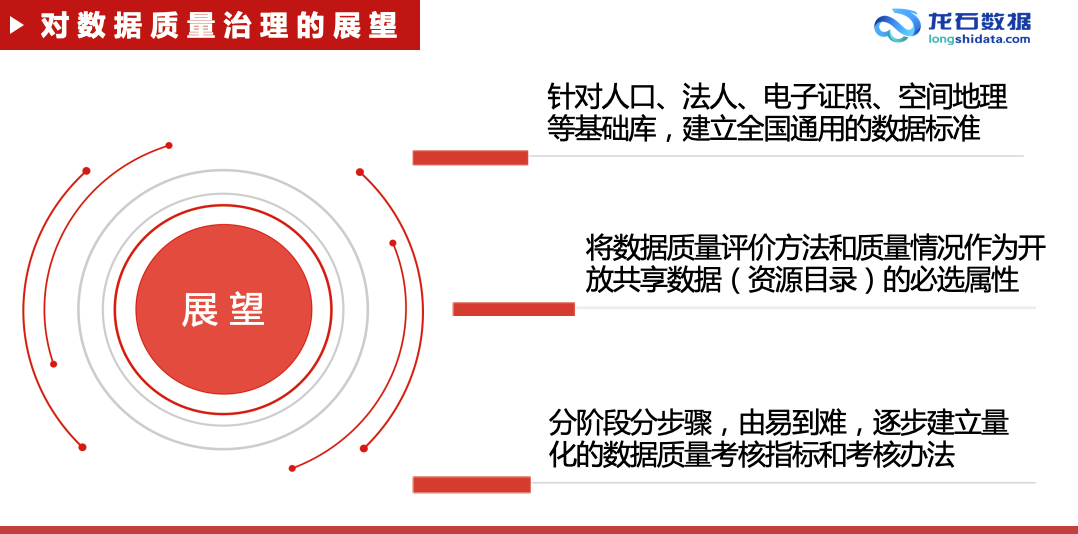 对数据质量治理的展望
龙石数据
longshidata.com
针对人口、法人、电子证照、空间地理
等基础库，建立全国通用的数据标准
将数据质量评价方法和质量情况作为开
放共享数据（资源目录）的必选属性
展望
分阶段分步骤，由易到难，逐步建立量
化的数据质量考核指标和考核办法